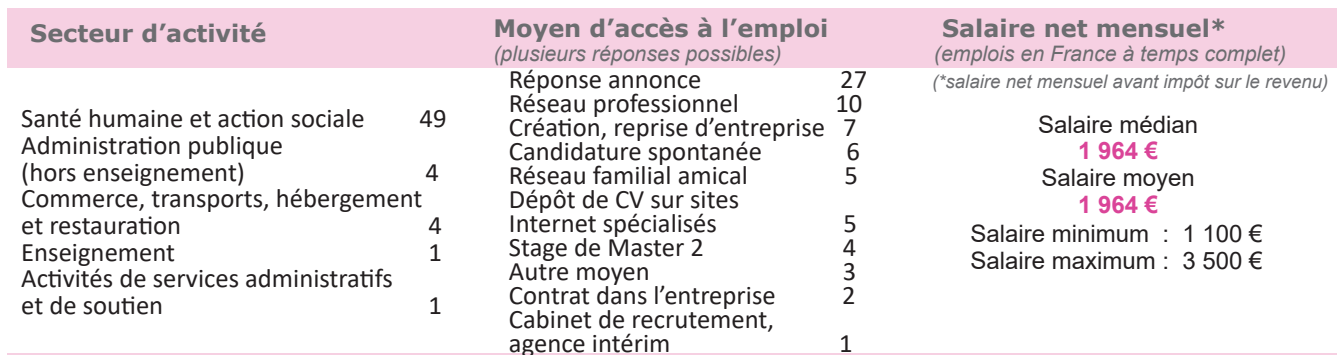 Secteur d'activité
Santé humaine et action sociale 49
Administration publique
(hors enseignement) 4
Commerce, transports, hébergement
et restauration 4
Enseignement 1
Activités de services administratifs
et de soutien 1
Moyen d'accès à l'emploi
(plusieurs réponses possibles)
Réponse annonce 27
Réseau professionnel 10
Création, reprise d'entreprise 7
Candidature spontanée 6
Réseau familial amical 5
Dépôt de CV sur sites
Internet spécialisés 5
Stage de Master 2 4
Autre moyen 3
Contrat dans l'entreprise 2
Cabinet de recrutement,
agence intérim 1
Salaire net mensuel*
(emplois en France à temps complet)
(*salaire net mensuel avant impôt sur le revenu)
Salaire médian
1 964 €
Salaire moyen
1 964 €
Salaire minimum : 1 100 €
Salaire maximum : 3 500 €